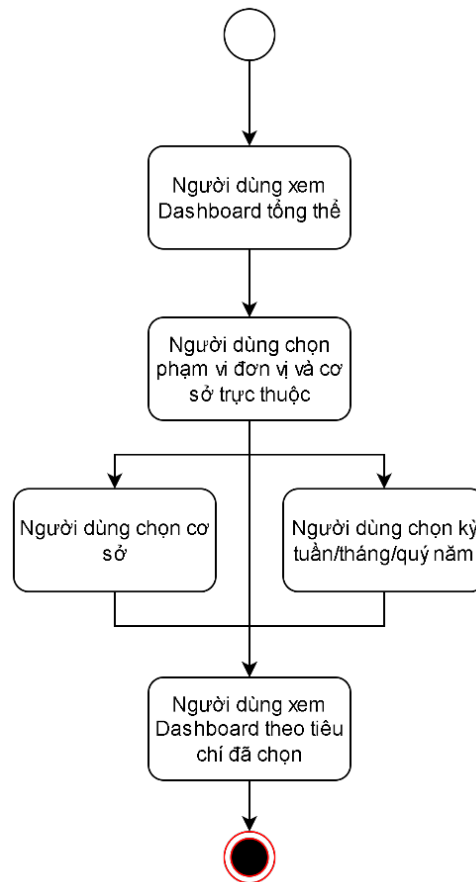 Người dùng xem
Dashboard tổng thể
Người dùng chọn
phạm vi đơn vị và cơ
sở trực thuộc
Người dùng chọn cơ
sở
Người dùng chọn kỳ
tuần/tháng/quý năm
Người dùng xem
Dashboard theo tiêu
chí đã chọn